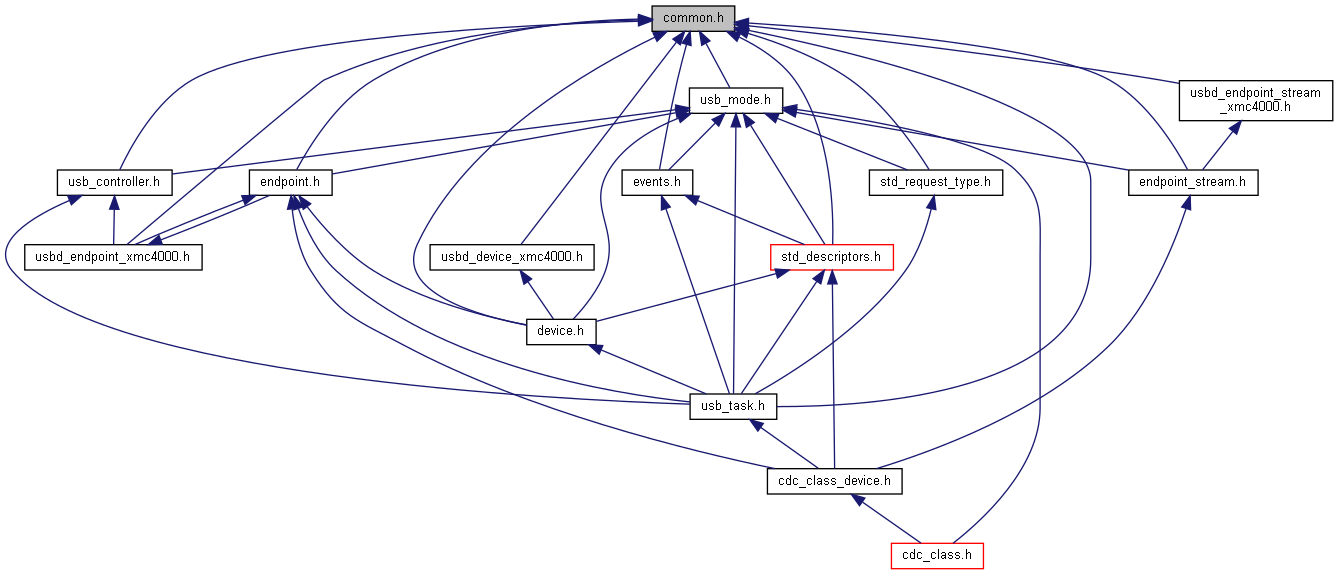 common.h
usbd_endpoint_stream
_xmc4000.h
usb_mode.h
usb_controller.h
endpoint.h
events.h
std_request_type.h
endpoint_stream.h
usbd_endpoint_xmc4000.h
usbd_device_xmc4000.h
std_descriptors.h
device.h
usb_task.h
cdc_class_device.h
cdc_class.h